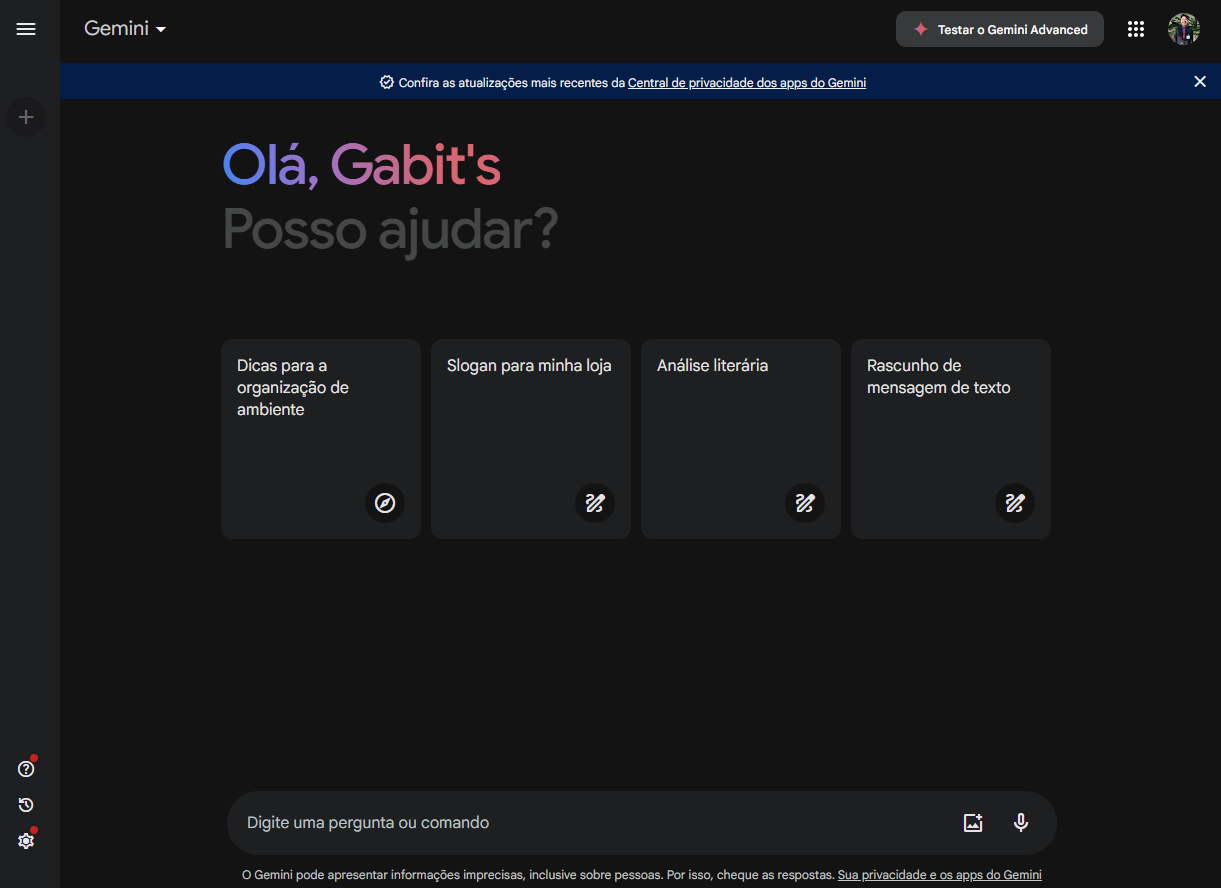 Gemini
Testar o Gemini Advanced
Confira as atualizações mais recentes da Central de privacidade dos apps do Gemini
Olá, Gabit's
Posso ajudar?
Dicas para a
organização de
ambiente
Slogan para minha loja
Análise literária
Rascunho de
mensagem de texto
Digite uma pergunta ou comando
O Gemini pode apresentar informações imprecisas, inclusive sobre pessoas. Por isso, cheque as respostas. Sua privacidade e os apps do Gemini